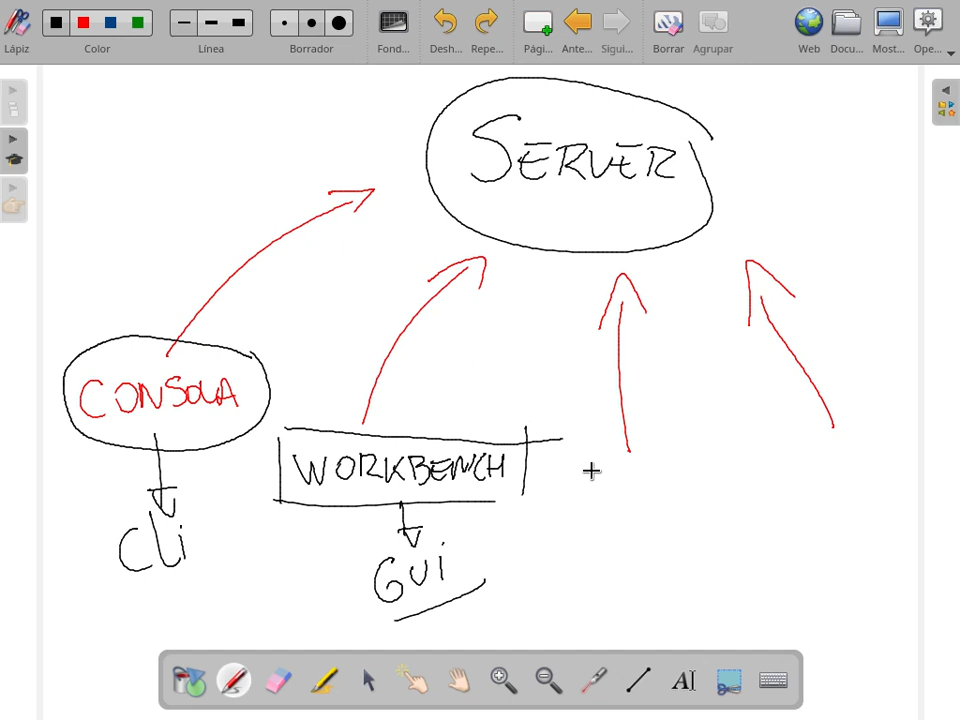 Lápiz
Color
Línea
Borrador
Fond...
Desh...
Repe...
Pági...
Ante...
Sigui...
Borrar
Agrupar
Web
Docu...
Most...
Ope...
SERVER
CONSOLA
WORKBENCH
Cli
Gui
A